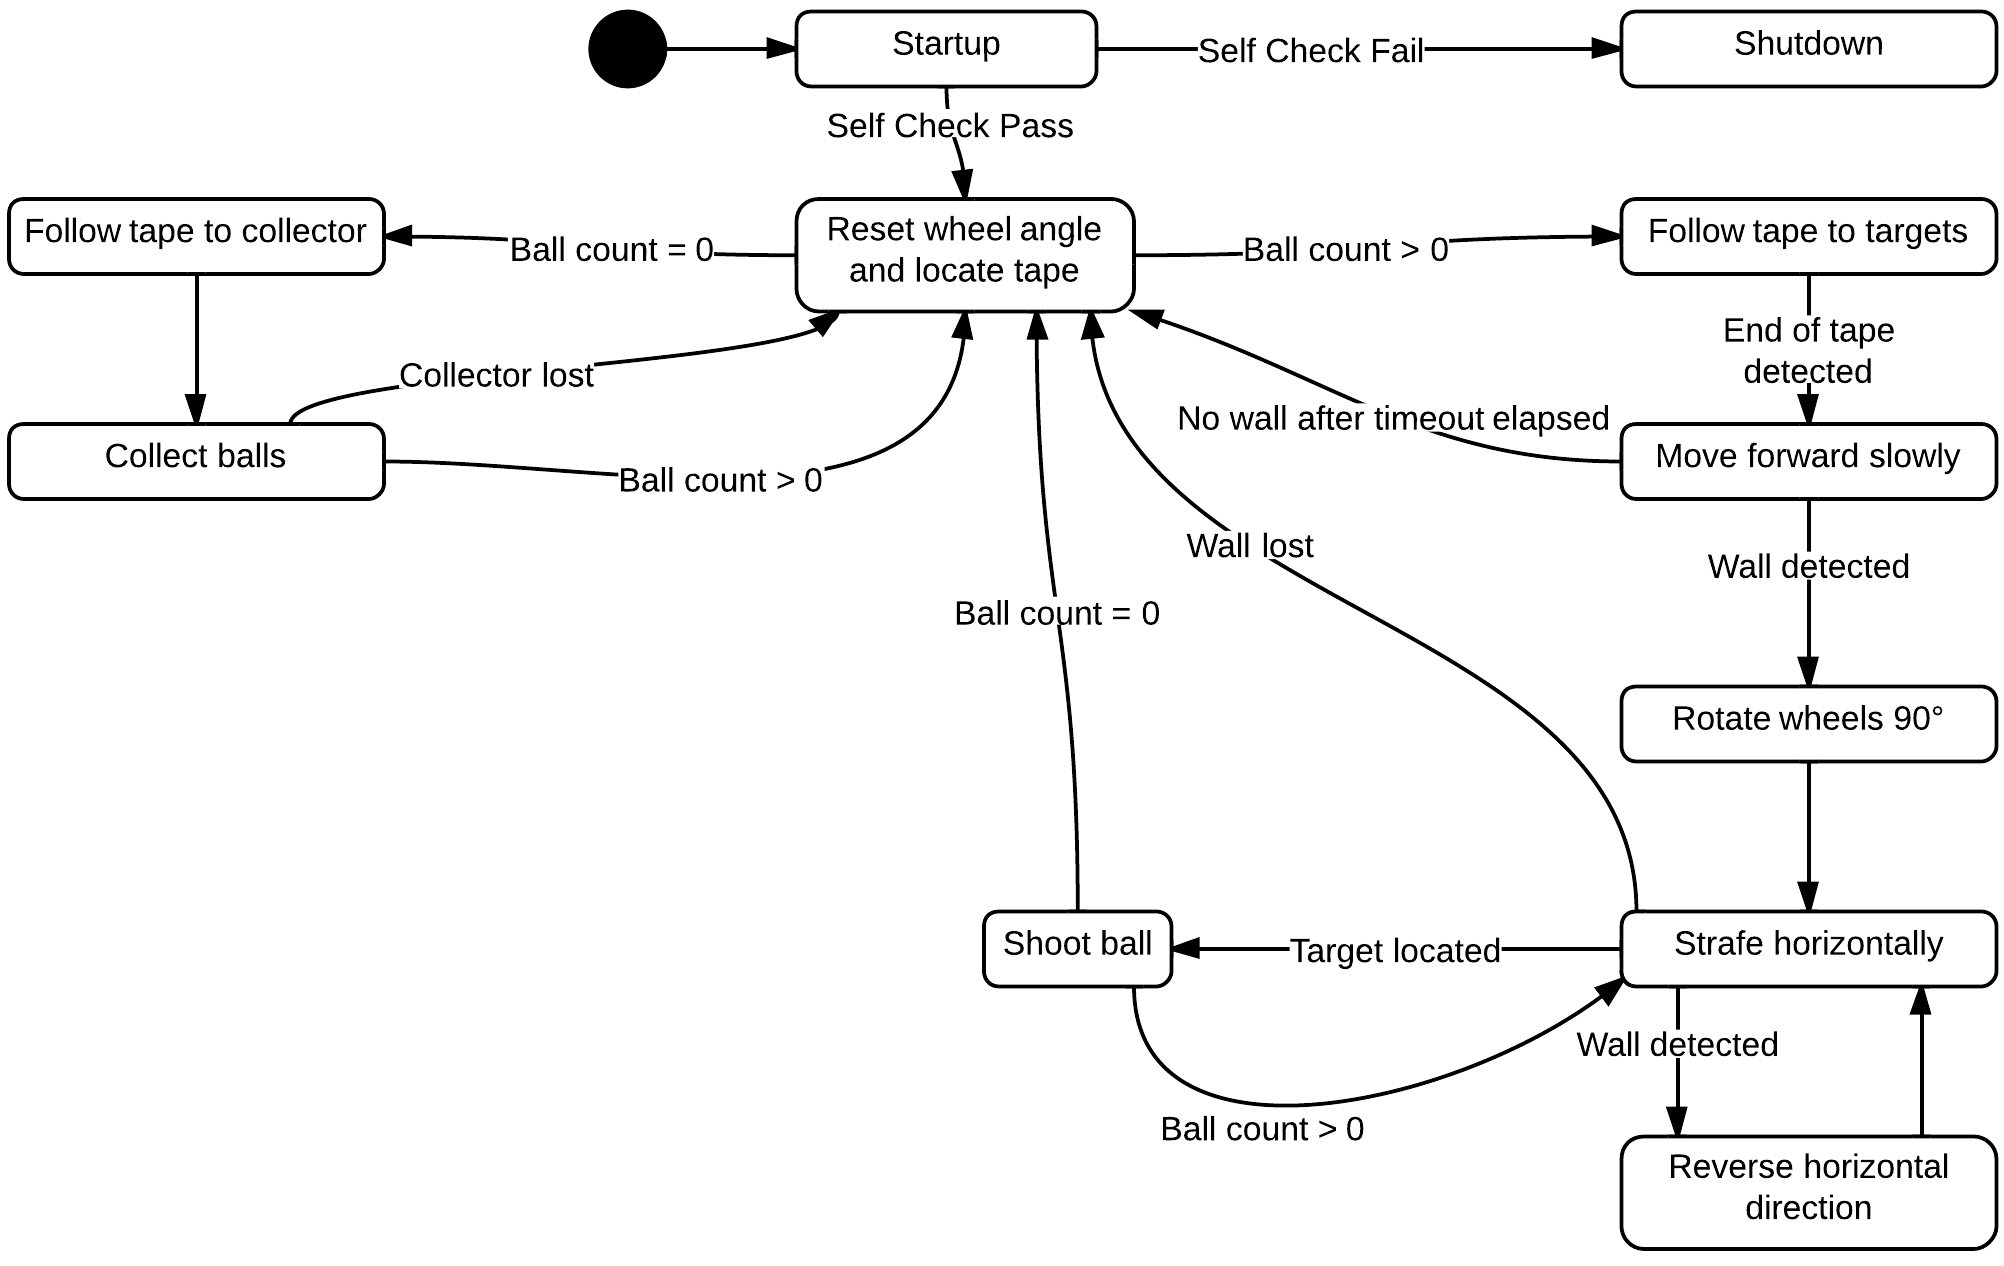 Startup
Self Check Fail
Shutdown
Self Check Pass
Follow tape to collector
Ball count = 0
Reset wheel angle
and locate tape
Ball count > 0
Follow tape to targets
End of tape
detected
Collector lost
No wall after timeout elapsed
Collect balls
Ball count > 0
Move forward slowly
Wall lost
Wall detected
Ball count = 0
Rotate wheels 90°
Shoot ball
Target located
Strafe horizontally
Wall detected
Ball count > 0
Reverse horizontal
direction